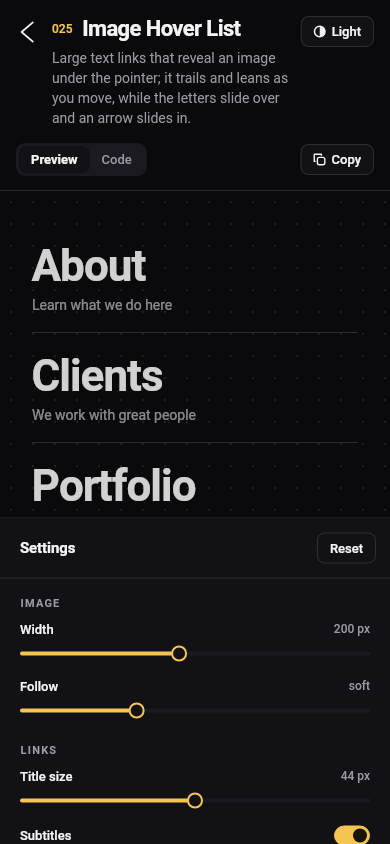 025 Image Hover List
Light
Large text links that reveal an image
under the pointer; it trails and leans as
you move, while the letters slide over
and an arrow slides in.
Preview Code
Copy
About
Learn what we do here
Clients
We work with great people
Portfolio
Settings
Reset
IMAGE
Width 200 px
Follow soft
LINKS
Title size 44 px
Subtitles